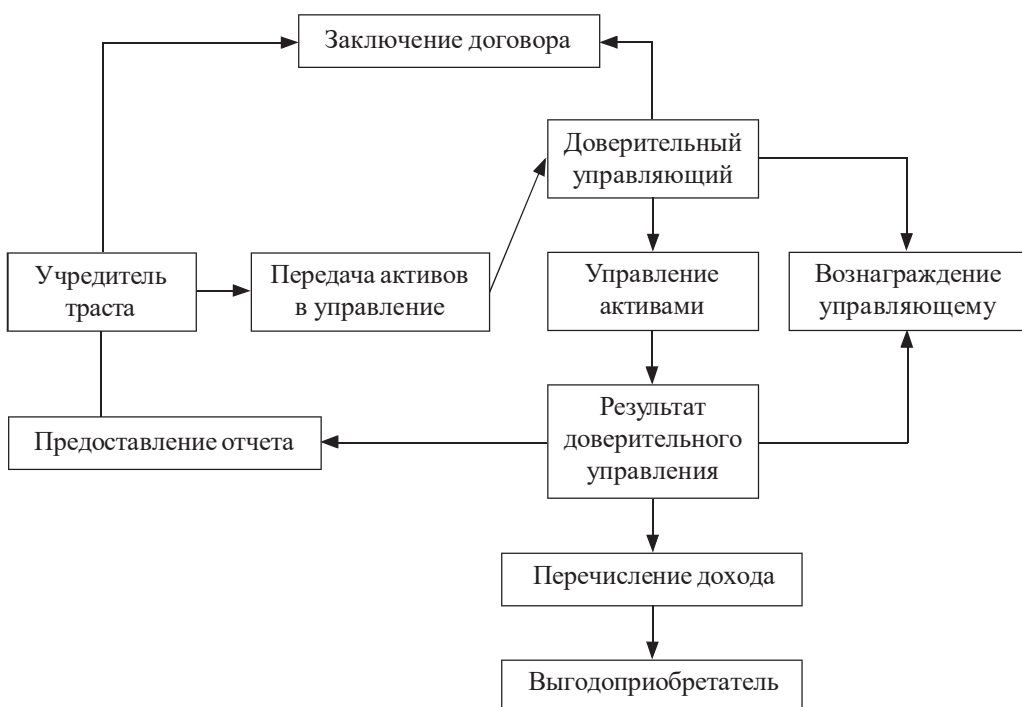 Заключение договора
Доверительный
управляющий
Учредитель
траста
Передача активов
в управление
Управление
активами
Вознаграждение
управляющему
Предоставление отчета
Результат
доверительного
управления
Перечисление дохода
Выгодоприобретатель